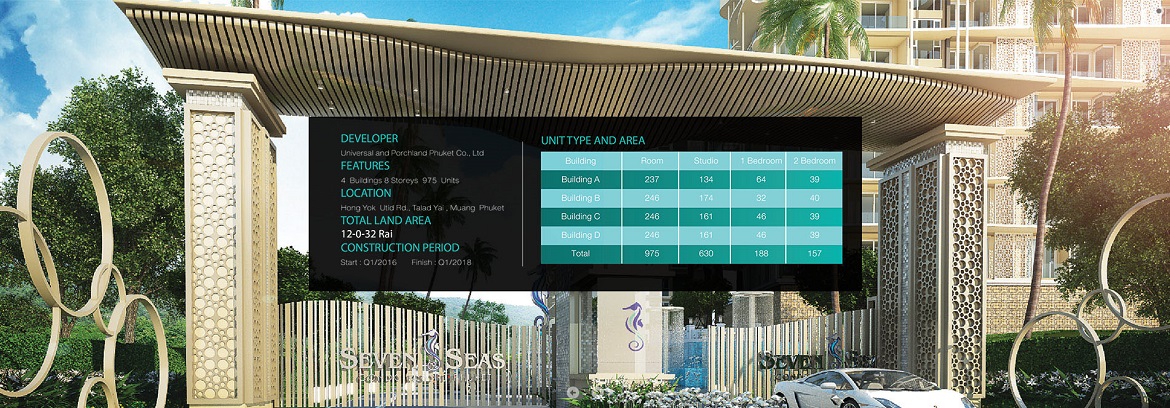 DEVELOPER
Universal and Porchland Phuket Co., Ltd
FEATURES
4 Buildings 8 Storeys 975 Units
LOCATION
Hong Yok Utid Rd., Talad Yai , Muang Phuket
TOTAL LAND AREA
12-0-32 Rai
CONSTRUCTION PERIOD
Start : Q1/2016 Finish : Q1/2018
UNIT TYPE AND AREA
Building Room Studio 1 Bedroom 2 Bedroom
Building A 237 134 64 39
Building B 246 174 32 40
Building C 246 161 46 39
Building D 246 161 46 39
Total 975 630 188 157
SEVEN SEAS
SEVEN SEAS